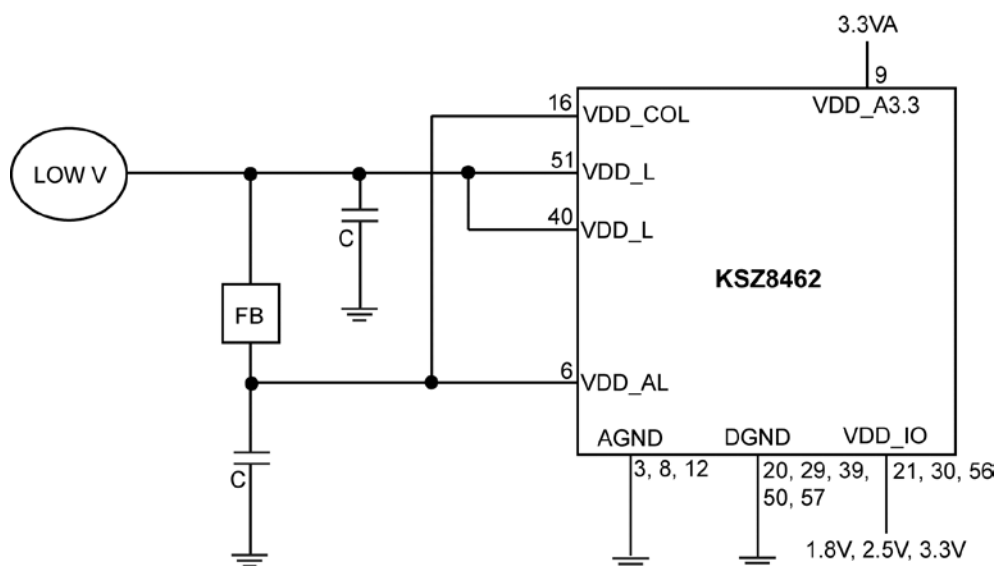 3.3VA
9
16
VDD_COL
VDD_A3.3
51
VDD_L
LOW V
40
VDD_L
C
KSZ8462
FB
6
VDD_AL
AGND
DGND
VDD_IO
3, 8, 12
20, 29, 39,
50, 57
21, 30, 56
C
1.8V, 2.5V, 3.3V